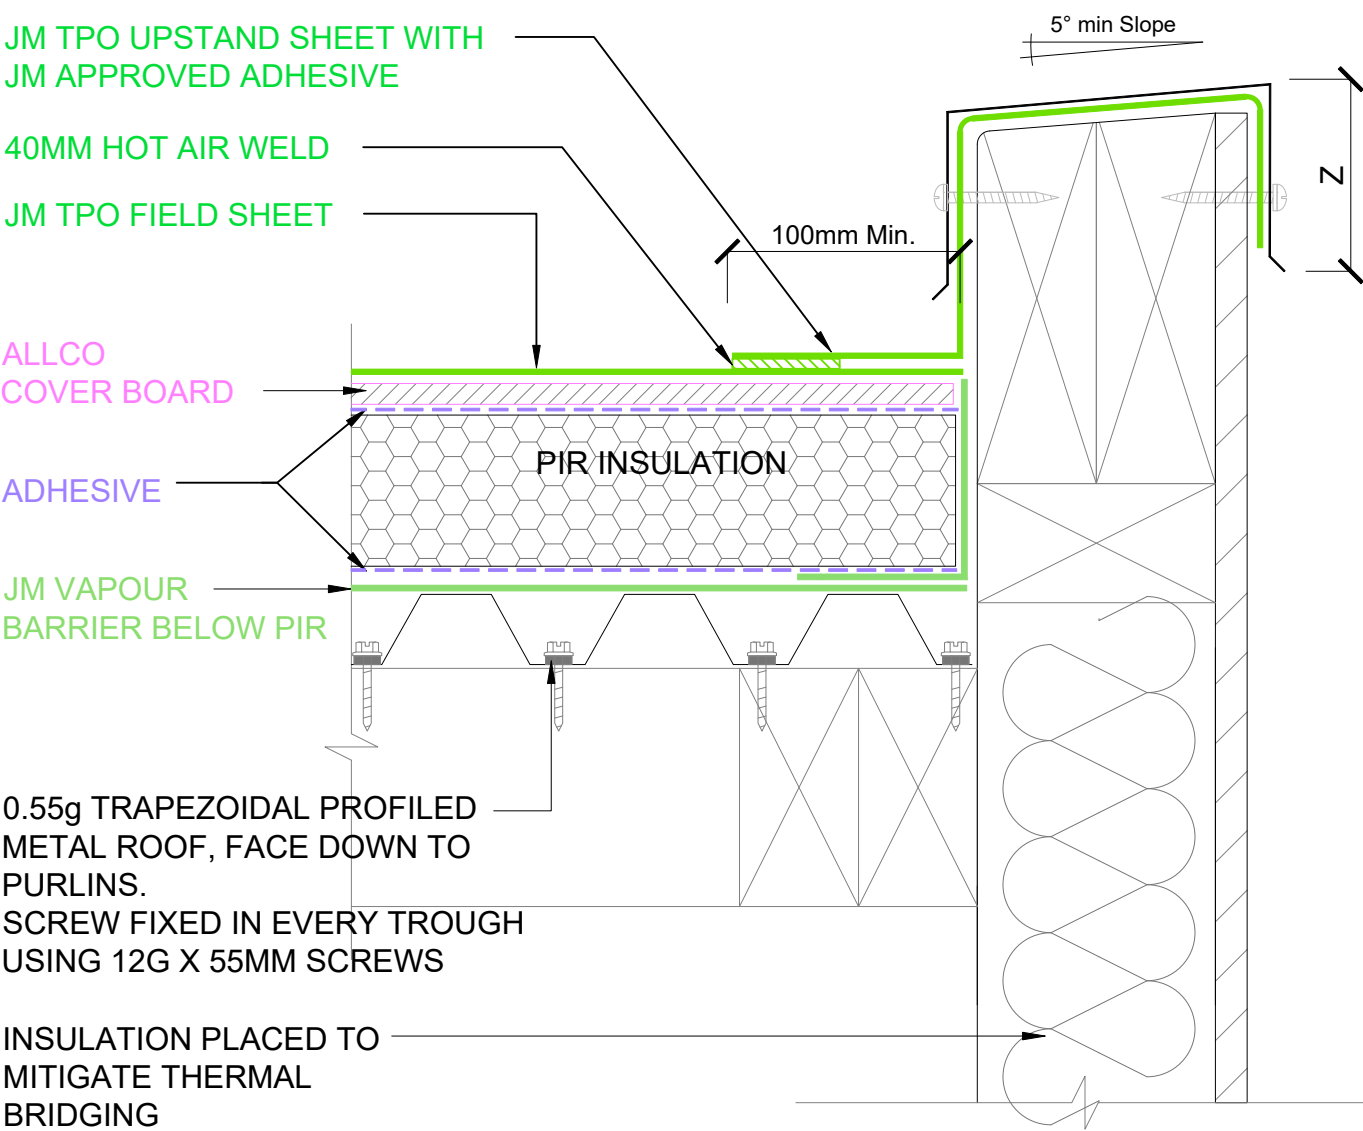 JM TPO UPSTAND SHEET WITH
JM APPROVED ADHESIVE
5° min Slope
40MM HOT AIR WELD
JM TPO FIELD SHEET
100mm Min.
Z
ALLCO
COVER BOARD
PIR INSULATION
ADHESIVE
JM VAPOUR
BARRIER BELOW PIR
0.55g TRAPEZOIDAL PROFILED
METAL ROOF, FACE DOWN TO
PURLINS.
SCREW FIXED IN EVERY TROUGH
USING 12G X 55MM SCREWS
INSULATION PLACED TO
MITIGATE THERMAL
BRIDGING